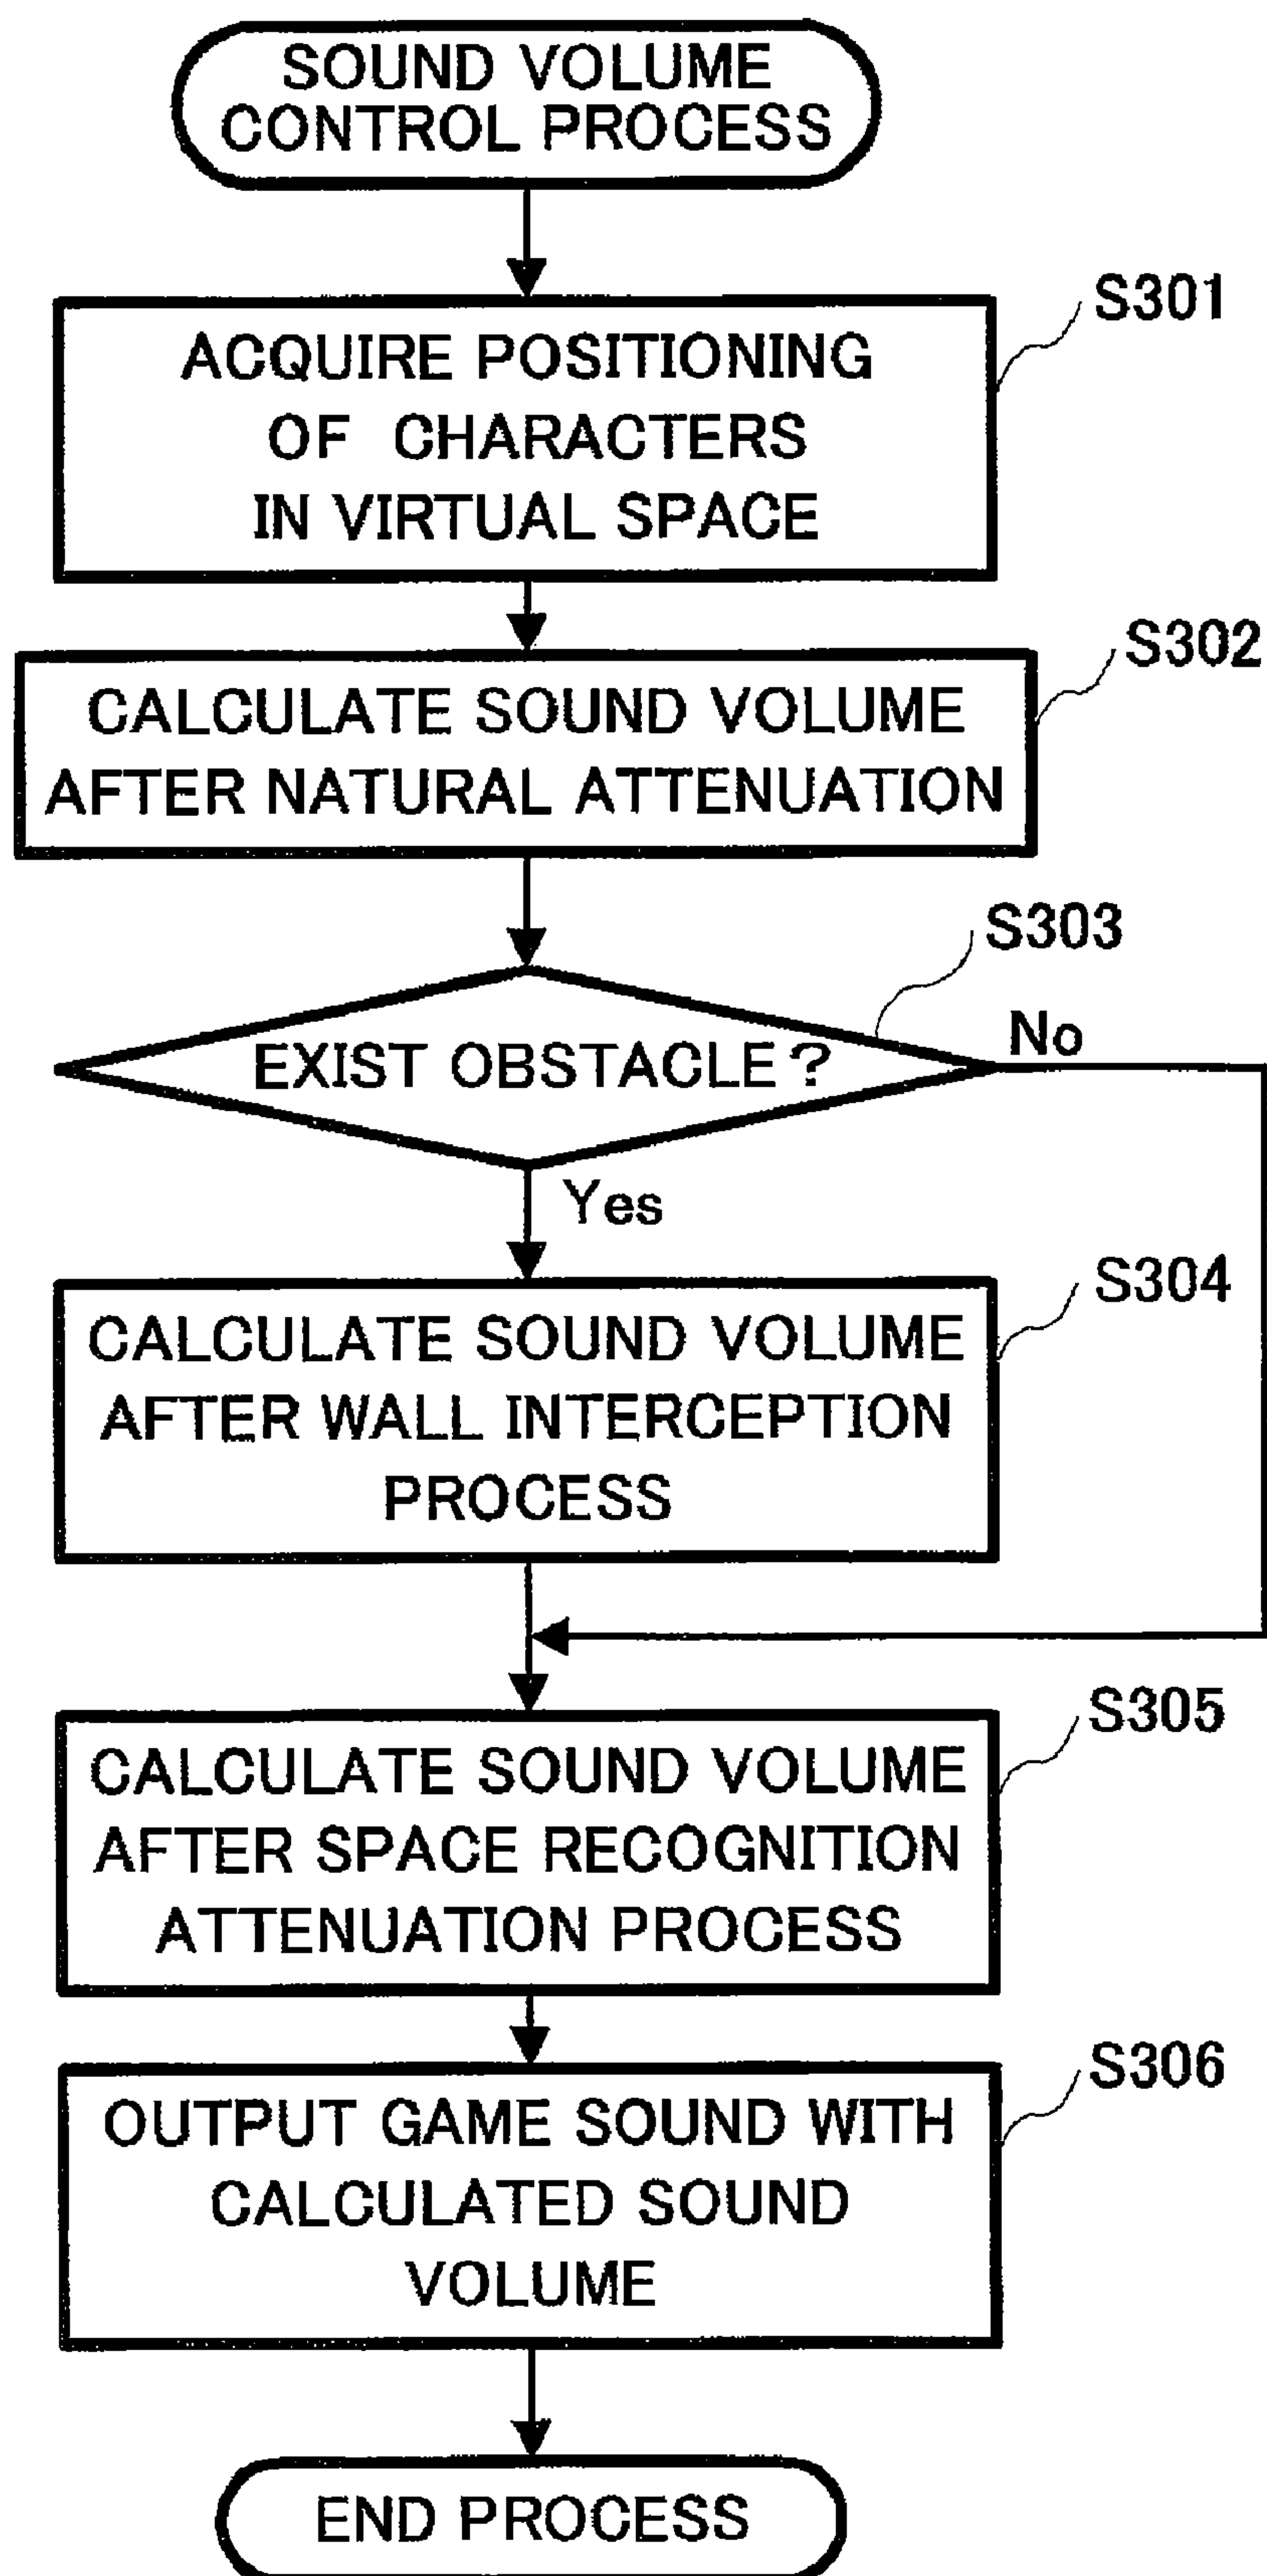 SOUND VOLUME
CONTROL PROCESS
S301
ACQUIRE POSITIONING
OF CHARACTERS
IN VIRTUAL SPACE
S302
CALCULATE SOUND VOLUME
AFTER NATURAL ATTENUATION
S303
EXIST OBSTACLE?
No
Yes
S304
CALCULATE SOUND VOLUME
AFTER WALL INTERCEPTION
PROCESS
S305
CALCULATE SOUND VOLUME
AFTER SPACE RECOGNITION
ATTENUATION PROCESS
S306
OUTPUT GAME SOUND WITH
CALCULATED SOUND
VOLUME
END PROCESS